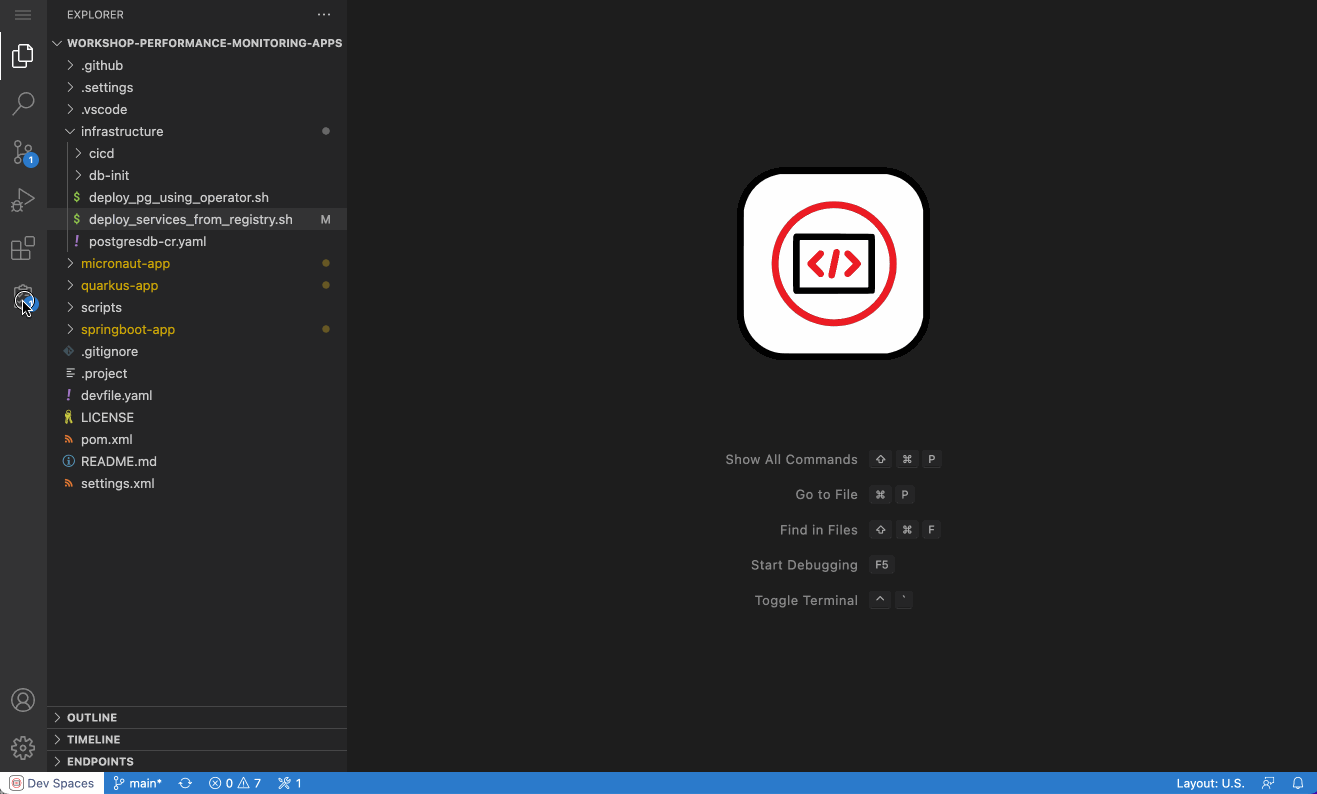 EXPLORER
WORKSHOP-PERFORMANCE-MONITORING-APPS
.github
.settings
.vscode
infrastructure
cicd
db-init
$ deploy_pg_using_operator.sh
$ deploy_services_from_registry.sh M
! postgresdb-cr.yaml
micronaut-app
quarkus-app
scripts
springboot-app
.gitignore
.project
! devfile.yaml
LICENSE
pom.xml
README.md
settings.xml
OUTLINE
TIMELINE
ENDPOINTS
1
</>
Show All Commands ⇧ ⌘ P
Go to File ⌘ P
Find in Files ⇧ ⌘ F
Start Debugging F5
Toggle Terminal ^ `
Dev Spaces main* 0 7 1 Layout: U.S.